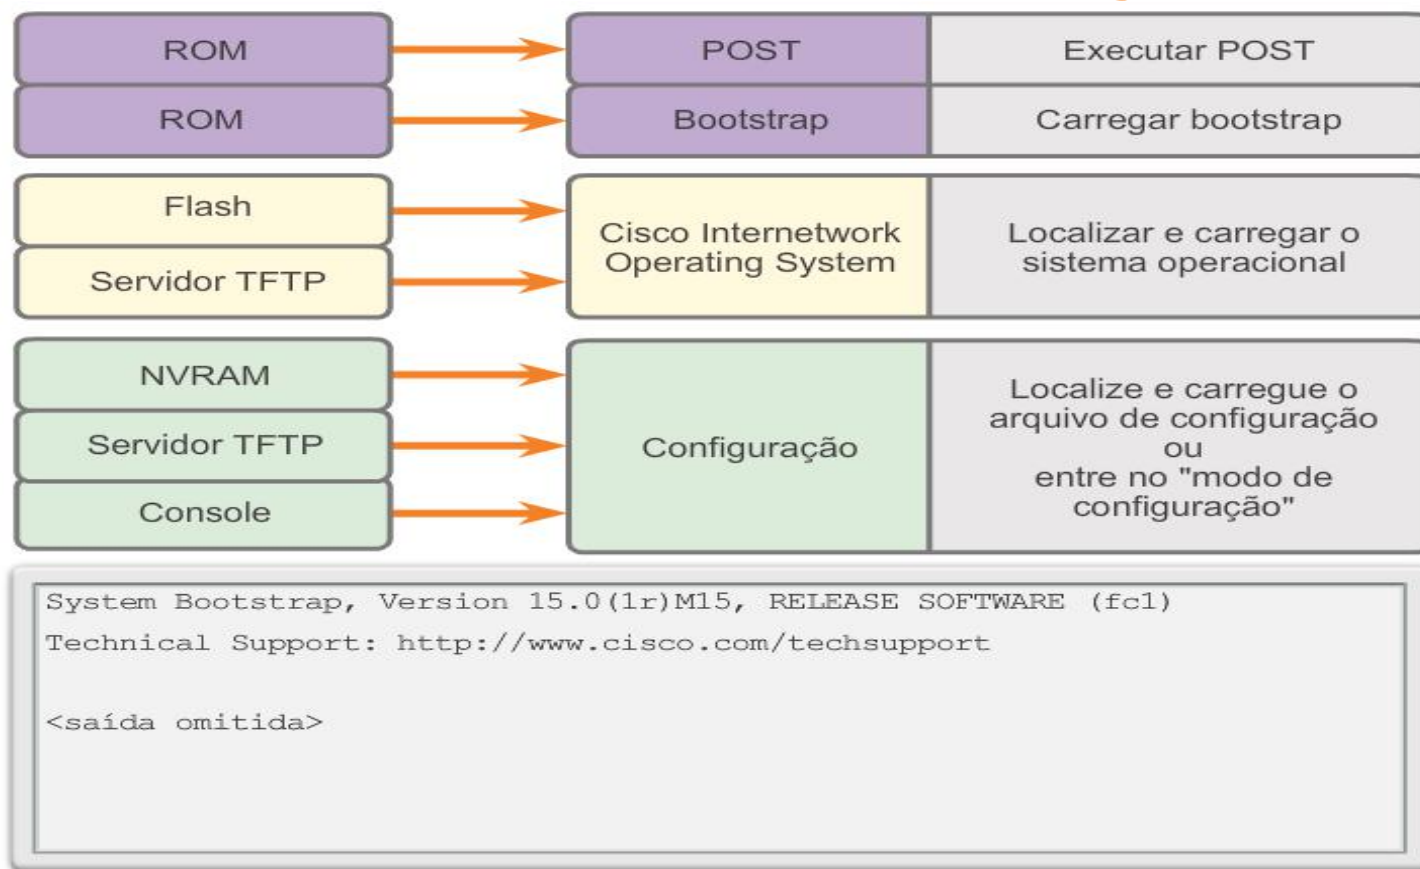 ROM
POST
Executar POST
ROM
Bootstrap
Carregar bootstrap
Flash
Servidor TFTP
Cisco Internetwork
Operating System
Localizar e carregar o
sistema operacional
NVRAM
Servidor TFTP
Console
Configuração
Localize e carregue o
arquivo de configuração
ou
entre no "modo de
configuração"
System Bootstrap, Version 15.0(1r)M15, RELEASE SOFTWARE (fc1)
Technical Support: http://www.cisco.com/techsupport
<saída omitida>